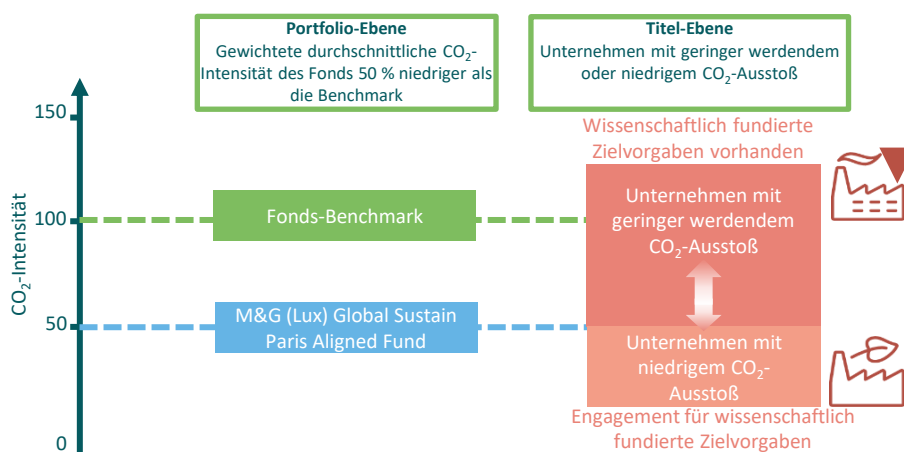 Portfolio-Ebene
Gewichtete durchschnittliche CO₂-
Intensität des Fonds 50 % niedriger als
die Benchmark
Titel-Ebene
Unternehmen mit geringer werdendem
oder niedrigem CO₂-Ausstoß
CO₂-Intensität
150
100
50
0
Fonds-Benchmark
M&G (Lux) Global Sustain
Paris Aligned Fund
Wissenschaftlich fundierte
Zielvorgaben vorhanden
Unternehmen mit
geringer werdendem
CO₂-Ausstoß
Unternehmen mit
niedrigem CO₂-
Ausstoß
Engagement für wissenschaftlich
fundierte Zielvorgaben